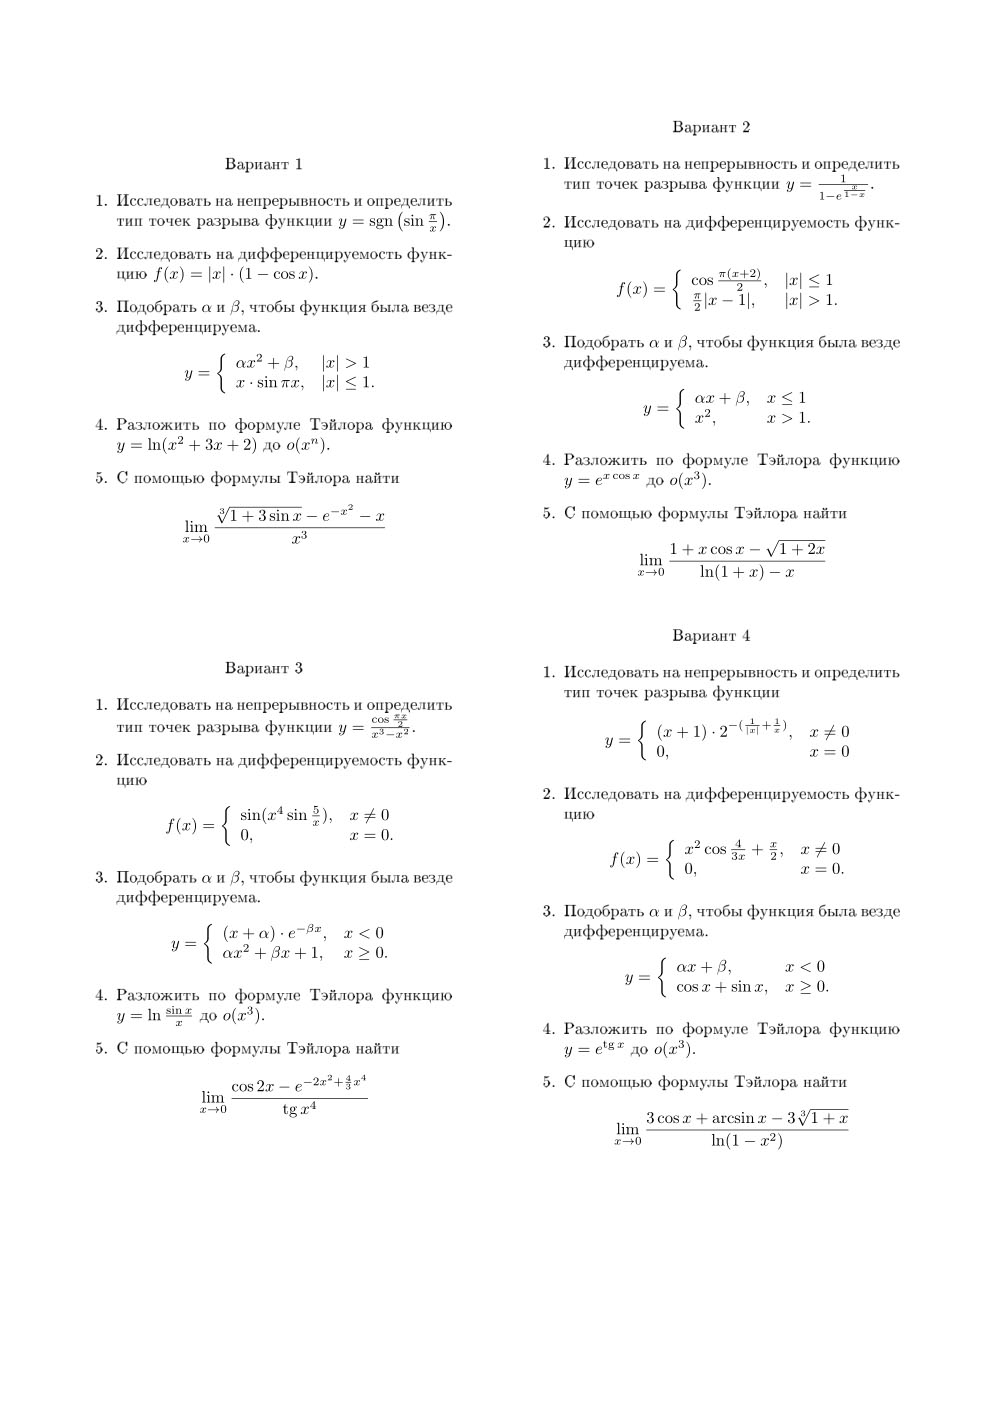 Вариант 1
1. Исследовать на непрерывность и определить
тип точек разрыва функции y = sgn (sin π/x).
2. Исследовать на дифференцируемость функ-
цию f(x) = |x| · (1 − cos x).
3. Подобрать α и β, чтобы функция была везде
дифференцируема.
y = { αx² + β, |x| > 1
x · sin πx, |x| ≤ 1.
4. Разложить по формуле Тэйлора функцию
y = ln(x² + 3x + 2) до o(xⁿ).
5. С помощью формулы Тэйлора найти
lim_{x→0} (∛(1 + 3 sin x) − e^{−x²} − x)/x³
Вариант 2
1. Исследовать на непрерывность и определить
тип точек разрыва функции y = 1/(1−e^{x/(1−x)}).
2. Исследовать на дифференцируемость функ-
цию
f(x) = { cos π(x+2)/2, |x| ≤ 1
π/2|x − 1|, |x| > 1.
3. Подобрать α и β, чтобы функция была везде
дифференцируема.
y = { αx + β, x ≤ 1
x², x > 1.
4. Разложить по формуле Тэйлора функцию
y = e^{x cos x} до o(x³).
5. С помощью формулы Тэйлора найти
lim_{x→0} (1 + x cos x − √(1 + 2x))/(ln(1 + x) − x)
Вариант 3
1. Исследовать на непрерывность и определить
тип точек разрыва функции y = (cos πx/2)/(x³−x²).
2. Исследовать на дифференцируемость функ-
цию
f(x) = { sin(x⁴ sin 5/x), x ≠ 0
0, x = 0.
3. Подобрать α и β, чтобы функция была везде
дифференцируема.
y = { (x + α) · e^{−βx}, x < 0
αx² + βx + 1, x ≥ 0.
4. Разложить по формуле Тэйлора функцию
y = ln sin x/x до o(x³).
5. С помощью формулы Тэйлора найти
lim_{x→0} (cos 2x − e^{−2x²+4/3x⁴})/(tg x⁴)
Вариант 4
1. Исследовать на непрерывность и определить
тип точек разрыва функции
y = { (x + 1) · 2^{−(1/|x|+1/x)}, x ≠ 0
0, x = 0
2. Исследовать на дифференцируемость функ-
цию
f(x) = { x² cos 4/3x + x/2, x ≠ 0
0, x = 0.
3. Подобрать α и β, чтобы функция была везде
дифференцируема.
y = { αx + β, x < 0
cos x + sin x, x ≥ 0.
4. Разложить по формуле Тэйлора функцию
y = e^{tg x} до o(x³).
5. С помощью формулы Тэйлора найти
lim_{x→0} (3 cos x + arcsin x − 3∛(1 + x))/(ln(1 − x²))